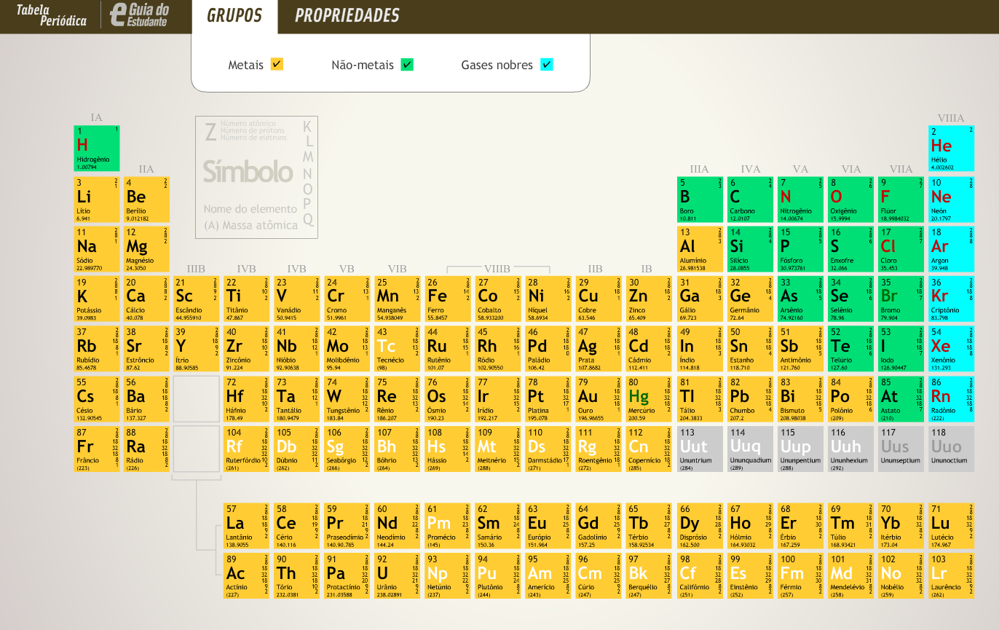 Tabela
Periódica
e Guia do
Estudante
GRUPOS PROPRIEDADES
Metais ✓ Não-metais ✓ Gases nobres ✓
IA VIIIA
Z Número atômico
Número de prótons
Número de elétrons
Símbolo
Nome do elemento
(A) Massa atômica
K
L
M
N
O
P
Q
1 1 2 2
H He
Hidrogênio Hélio
1.00794 4.002602
IIA IIIA IVA VA VIA VIIA
3 4 5 6 7 8 9 10
Li Be B C N O F Ne
Lítio Berílio Boro Carbono Nitrogênio Oxigênio Flúor Neón
6.941 9.012182 10.811 12.0107 14.00674 15.9994 18.9984032 20.1797
11 12 13 14 15 16 17 18
Na Mg Al Si P S Cl Ar
Sódio Magnésio Alumínio Silício Fósforo Enxofre Cloro Argon
22.989770 24.3050 26.981538 28.0855 30.973761 32.066 35.453 39.948
IIIB IVB IVB VB VIB VIIIB IIB IB
19 20 21 22 23 24 25 26 27 28 29 30 31 32 33 34 35 36
K Ca Sc Ti V Cr Mn Fe Co Ni Cu Zn Ga Ge As Se Br Kr
Potássio Cálcio Escândio Titânio Vanádio Cromo Manganês Ferro Cobalto Níquel Cobre Zinco Gálio Germânio Arsênio Selênio Bromo Criptônio
39.0983 40.078 44.955910 47.867 50.9415 51.9961 54.938049 55.8457 58.933200 58.6934 63.546 65.409 69.723 72.64 74.92160 78.96 79.904 83.798
37 38 39 40 41 42 43 44 45 46 47 48 49 50 51 52 53 54
Rb Sr Y Zr Nb Mo Tc Ru Rh Pd Ag Cd In Sn Sb Te I Xe
Rubídio Estrôncio Ítrio Zircônio Nióbio Molibdênio Tecnécio Rutênio Ródio Paládio Prata Cádmio Índio Estanho Antimônio Telúrio Iodo Xenônio
85.4678 87.62 88.90585 91.224 92.90638 95.94 (98) 101.07 102.90550 106.42 107.8682 112.411 114.818 118.710 121.760 127.60 126.90447 131.293
55 56 72 73 74 75 76 77 78 79 80 81 82 83 84 85 86
Cs Ba Hf Ta W Re Os Ir Pt Au Hg Tl Pb Bi Po At Rn
Césio Bário Háfnio Tantálio Tungstênio Rênio Ósmio Irídio Platina Ouro Mercúrio Tálio Chumbo Bismuto Polônio Astato Radônio
132.90545 137.327 178.49 180.9479 183.84 186.207 190.23 192.217 195.078 196.96655 200.59 204.3833 207.2 208.98038 (209) (210) (222)
87 88 104 105 106 107 108 109 110 111 112 113 114 115 116 117 118
Fr Ra Rf Db Sg Bh Hs Mt Ds Rg Cn Uut Uuq Uup Uuh Uus Uuo
Frâncio Rádio Ruterfórdio Dúbnio Seabórgio Bóhrio Hássio Meitnério Darmstádio Roentgênio Copernício Ununtrium Ununquadium Ununpentium Ununhexium Ununseptium Ununoctium
(223) (226) (261) (262) (266) (264) (269) (288) (271) (272) (285) (284) (289) (288) (292)
57 58 59 60 61 62 63 64 65 66 67 68 69 70 71
La Ce Pr Nd Pm Sm Eu Gd Tb Dy Ho Er Tm Yb Lu
Lantânio Cério Praseodímio Neodímio Promécio Samário Európio Gadolínio Térbio Disprósio Hólmio Érbio Túlio Itérbio Lutécio
138.9055 140.116 140.90.765 144.24 (145) 150.36 151.964 157.25 158.92534 162.500 164.93032 167.259 168.93421 173.04 174.967
89 90 91 92 93 94 95 96 97 98 99 100 101 102 103
Ac Th Pa U Np Pu Am Cm Bk Cf Es Fm Md No Lr
Actínio Tório Protactínio Urânio Netúnio Plutônio Amerício Cúrio Berquélio Califórnio Einstênio Férmio Mendelévio Nobélio Laurêncio
(227) 232.0381 231.03588 238.02891 (237) (244) (243) (247) (247) (251) (252) (257) (258) (259) (262)